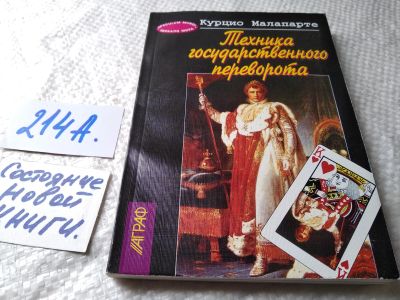 Курцио Малапарте
Техника
государственного
переворота
214А.
Состояние
новой
книги.
АГРАФ
K